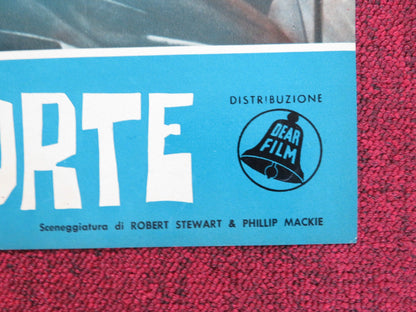 DISTRIBUZIONE
DEAR
FILM
ORTE
Sceneggiatura di ROBERT STEWART & PHILLIP MACKIE